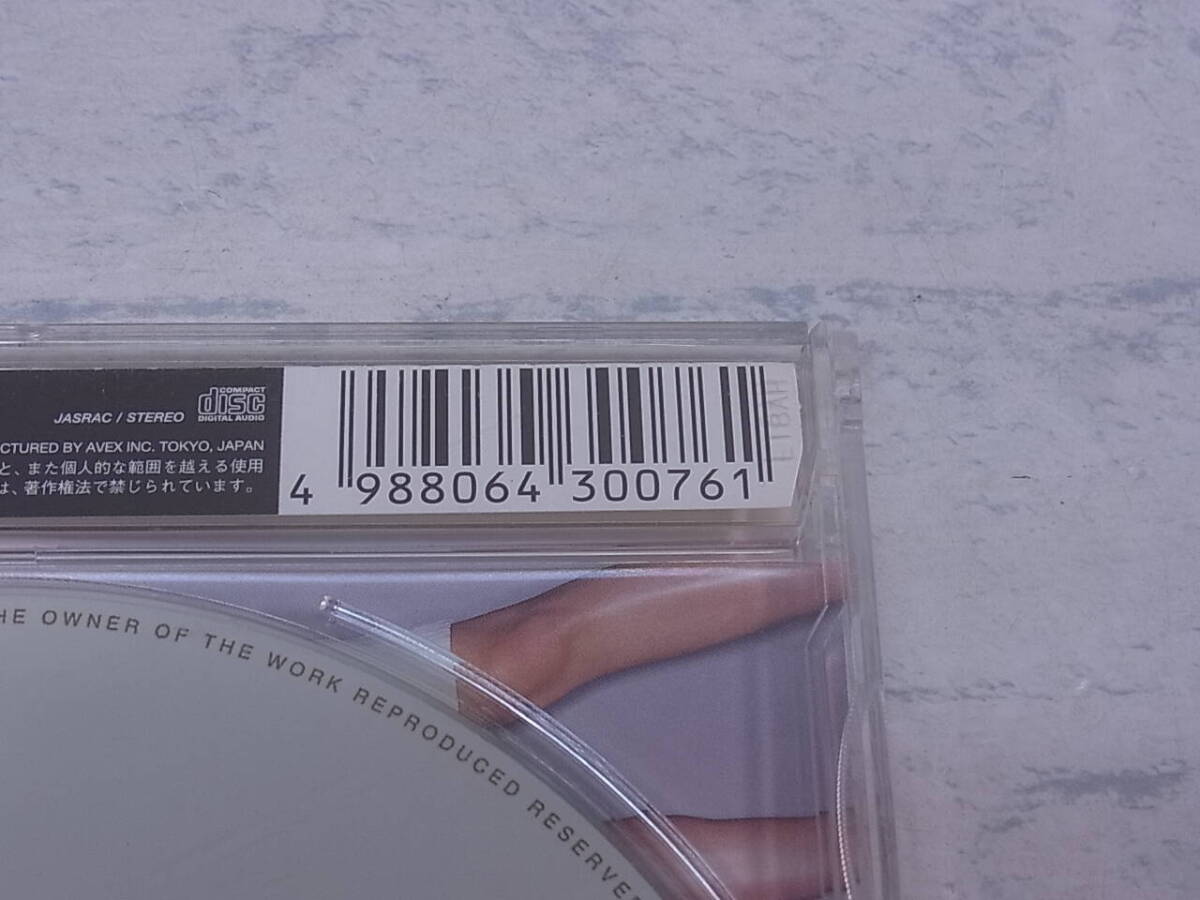 JASRAC / STEREO
COMPACT
disc
DIGITAL AUDIO
CTURED BY AVEX INC. TOKYO, JAPAN
と、また個人的な範囲を越える使用
は、著作権法で禁じられています。
4 988064 300761
HE OWNER OF THE WORK REPRODUCED RESERVE